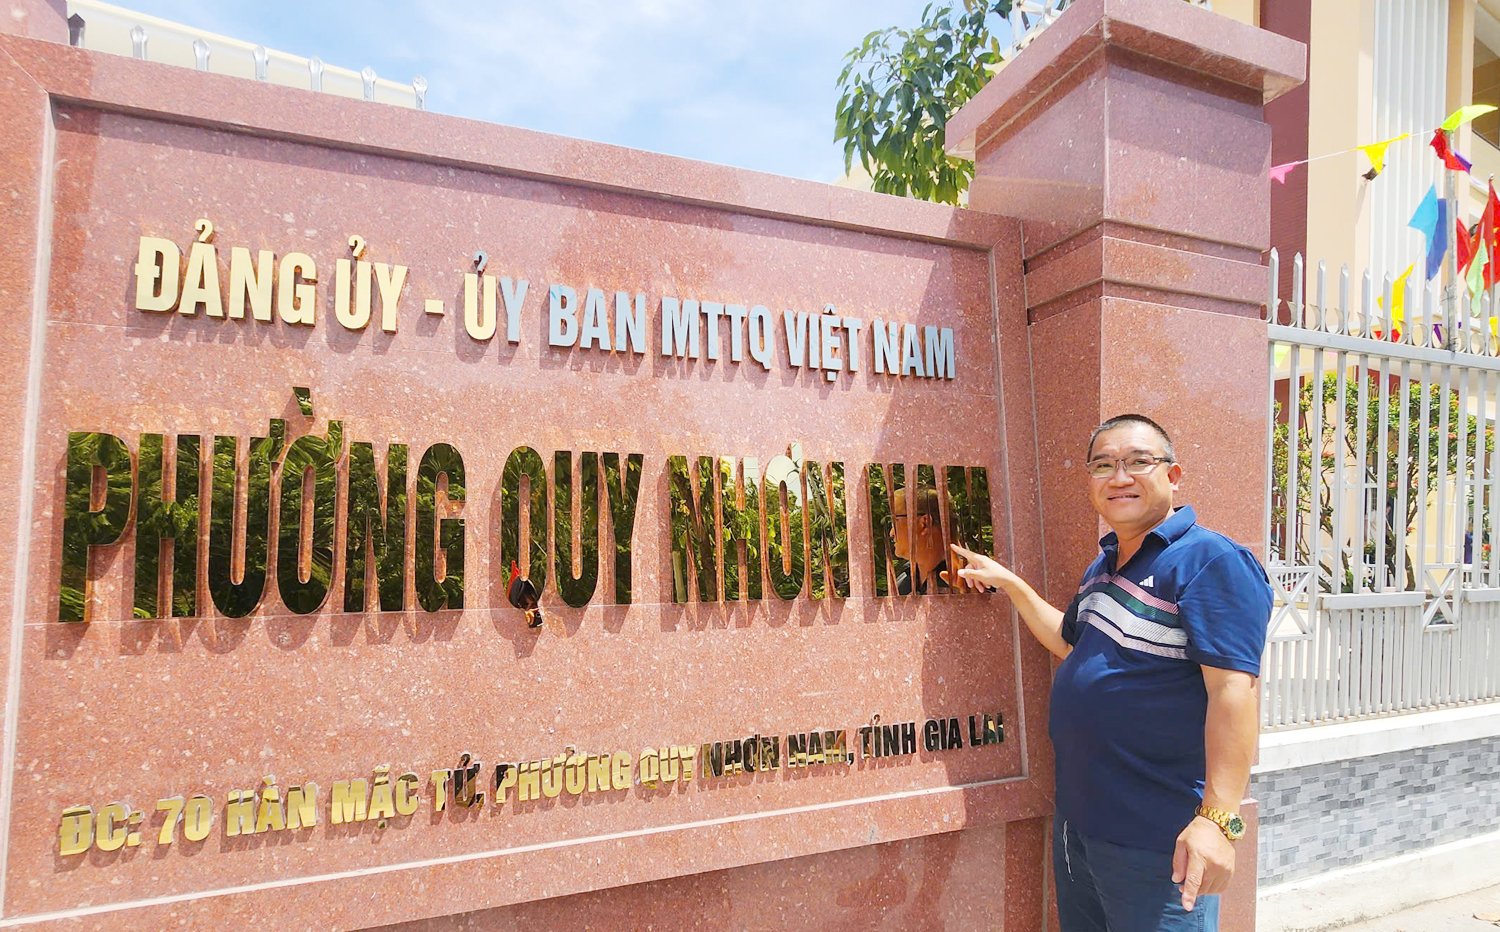 ĐẢNG ỦY - ỦY BAN MTTQ VIỆT NAM
PHƯỜNG QUY NHƠN NAM
ĐC: 70 HÀN MẶC TỬ, PHƯỜNG QUY NHƠN NAM, TỈNH GIA LAI